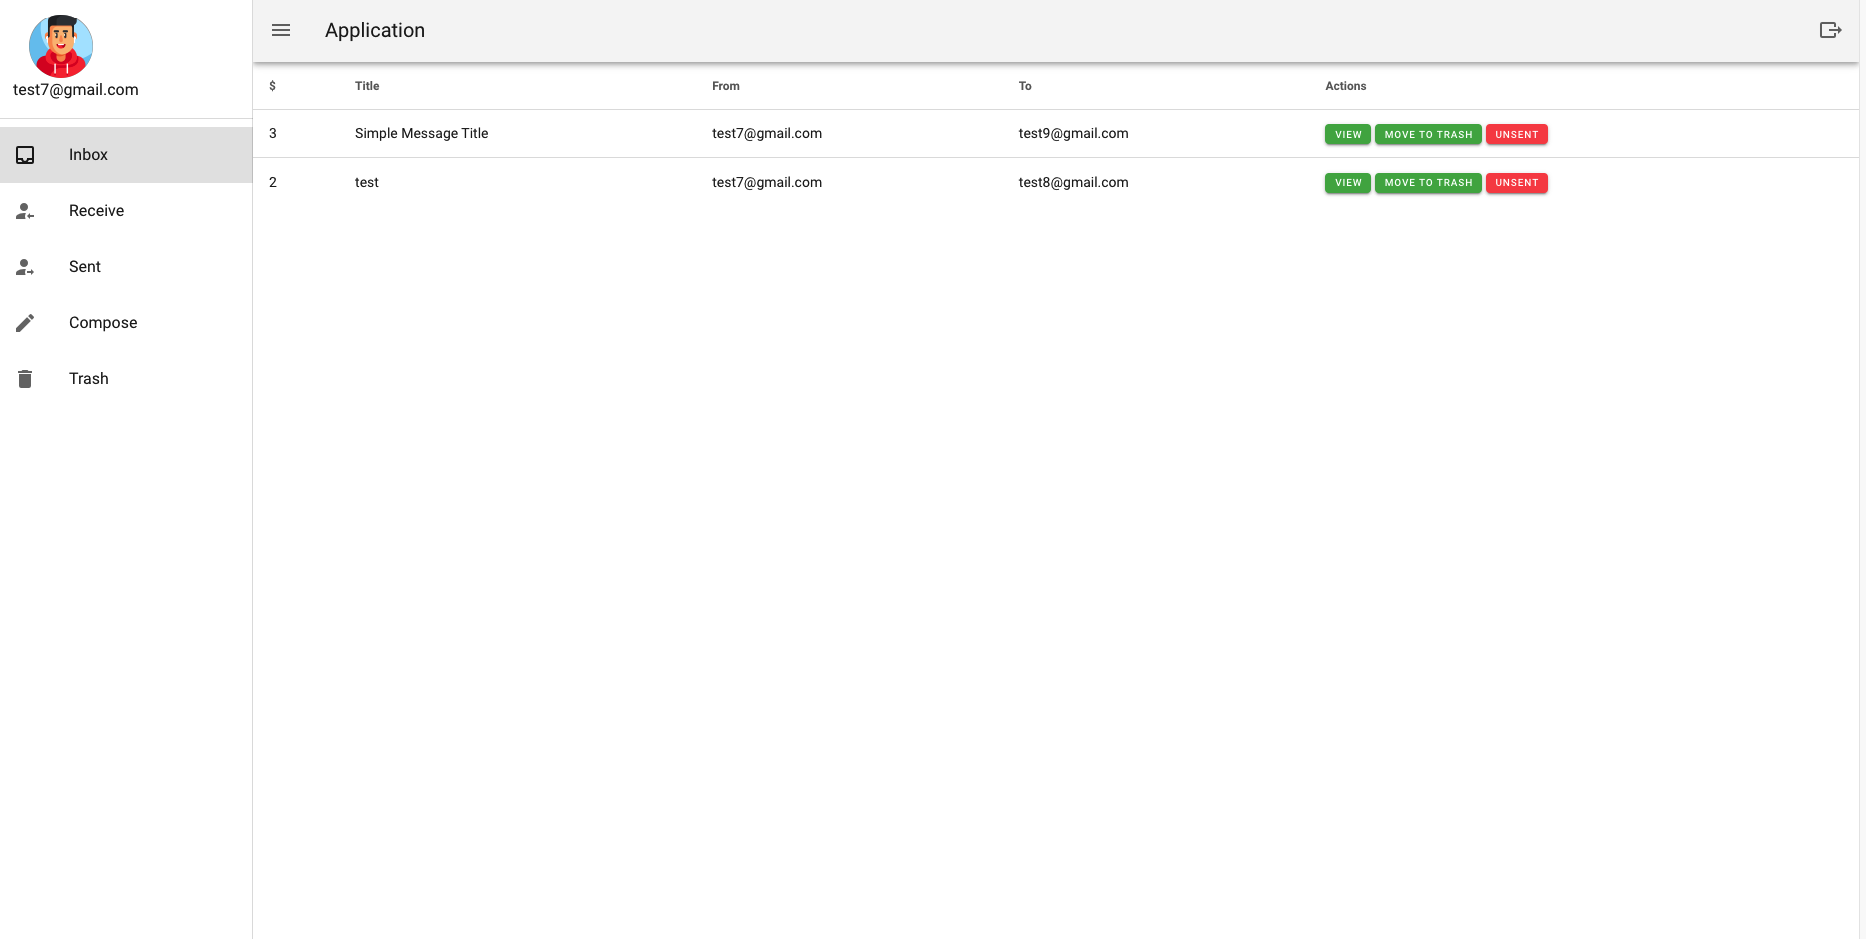 test7@gmail.com
Inbox
Receive
Sent
Compose
Trash
Application
$ Title From To Actions
3 Simple Message Title test7@gmail.com test9@gmail.com VIEW MOVE TO TRASH UNSENT
2 test test7@gmail.com test8@gmail.com VIEW MOVE TO TRASH UNSENT